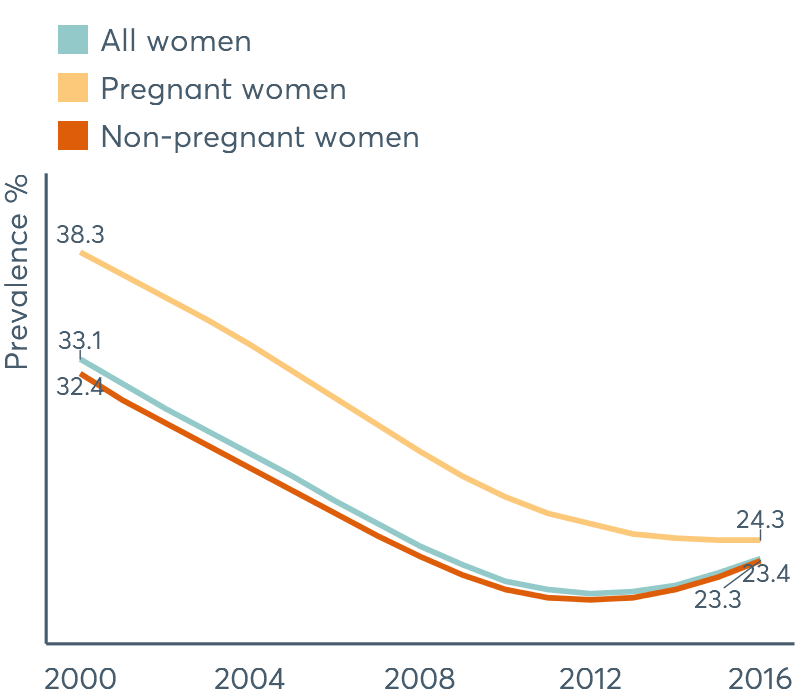 All women
Pregnant women
Non-pregnant women
Prevalence %
38.3
33.1
32.4
24.3
23.4
23.3
2000 2004 2008 2012 2016